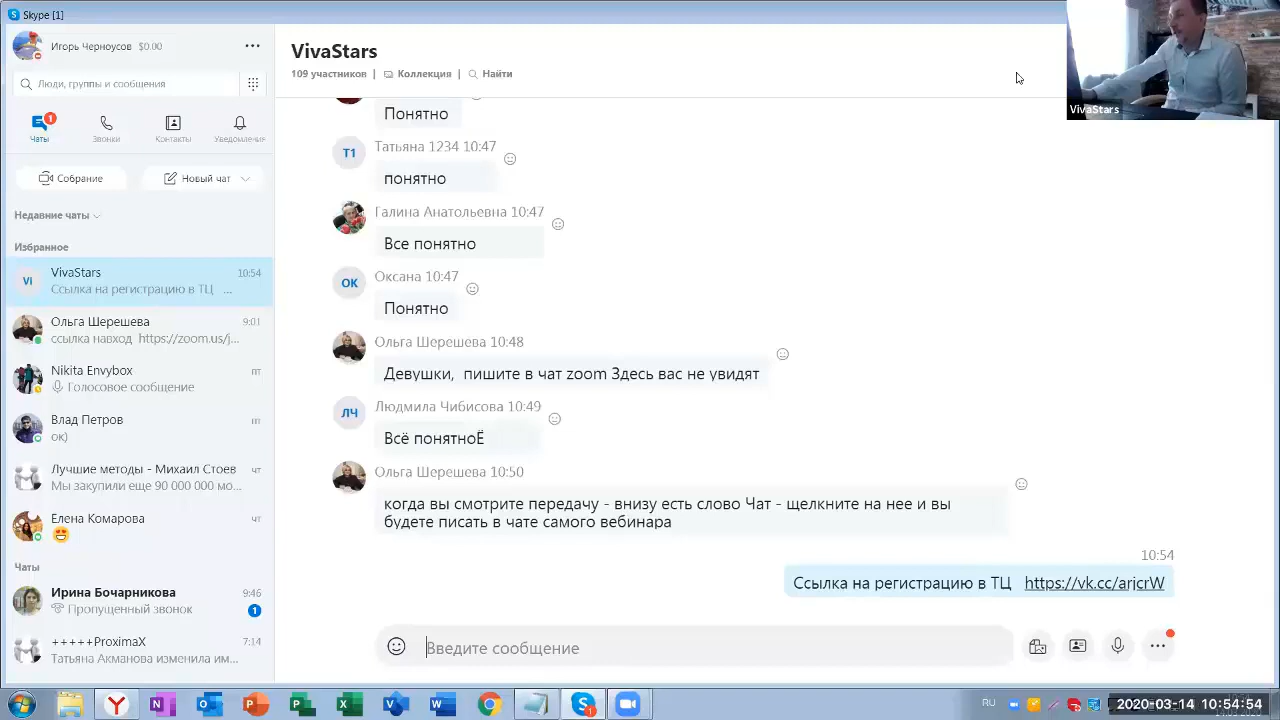 Skype [1]
Игорь Черноусов $0.00
Люди, группы и сообщения
1
Чаты
Звонки
Контакты
Уведомления
Собрание
Новый чат
Недавние чаты
Избранное
VI
VivaStars 10:54
Ссылка на регистрацию в ТЦ ...
Ольга Шерешева 9:01
ссылка навход https://zoom.us/j...
Nikita Envybox пт
Голосовое сообщение
Влад Петров пт
ок)
Лучшие методы - Михаил Стоев чт
Мы закупили еще 90 000 000 мо...
Елена Комарова чт
Чаты
Ирина Бочарникова 9:46
Пропущенный звонок 1
+++++ProximaX 7:14
Татьяна Акманова изменила им...
VivaStars
109 участников | Коллекция | Найти
Понятно
T1
Татьяна 1234 10:47
понятно
Галина Анатольевна 10:47
Все понятно
ОК
Оксана 10:47
Понятно
Ольга Шерешева 10:48
Девушки, пишите в чат zoom Здесь вас не увидят
ЛЧ
Людмила Чибисова 10:49
Всё понятноЁ
Ольга Шерешева 10:50
когда вы смотрите передачу - внизу есть слово Чат - щелкните на нее и вы
будете писать в чате самого вебинара
10:54
Ссылка на регистрацию в ТЦ https://vk.cc/arjcrW
Введите сообщение
VivaStars
RU
2020-03-14 10:54:54